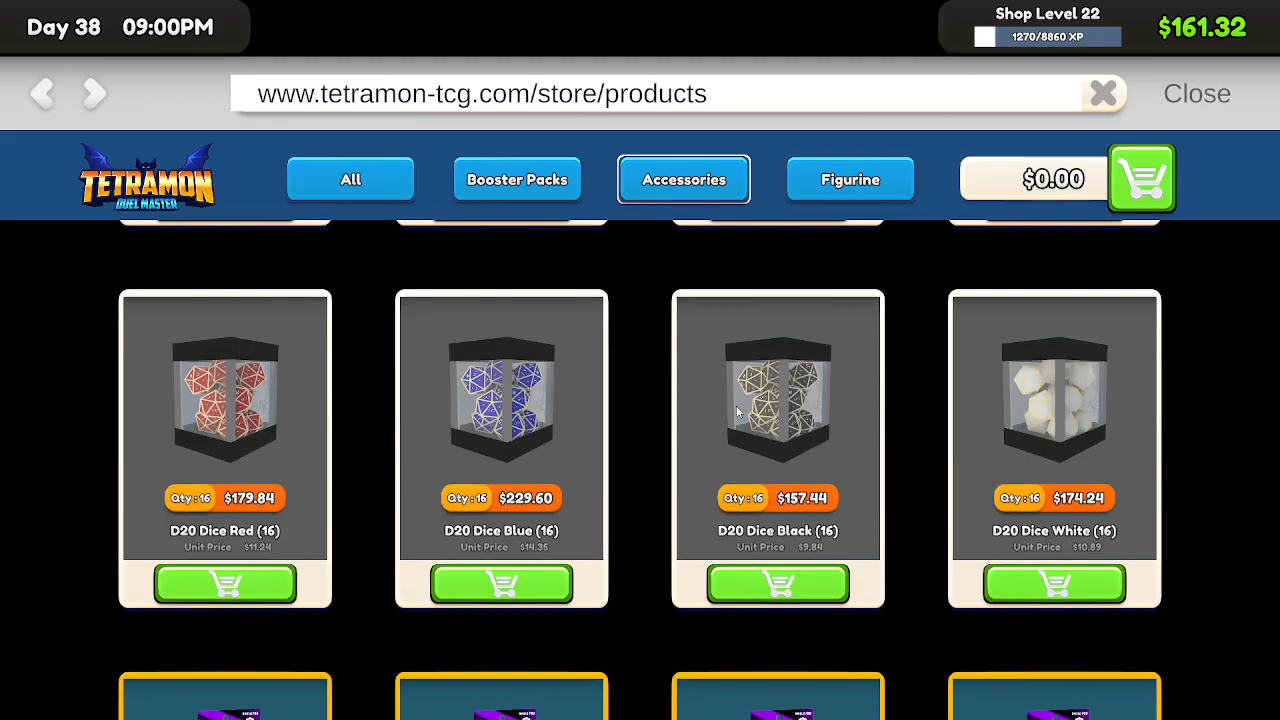 Day 38 09:00PM
Shop Level 22
1270/8860 XP
$161.32
www.tetramon-tcg.com/store/products
Close
TETRAMON
DUEL MASTER
All
Booster Packs
Accessories
Figurine
$0.00
Qty : 16 $179.84
D20 Dice Red (16)
Unit Price $11.24
Qty : 16 $229.60
D20 Dice Blue (16)
Unit Price $14.35
Qty : 16 $157.44
D20 Dice Black (16)
Unit Price $9.84
Qty : 16 $174.24
D20 Dice White (16)
Unit Price $10.89